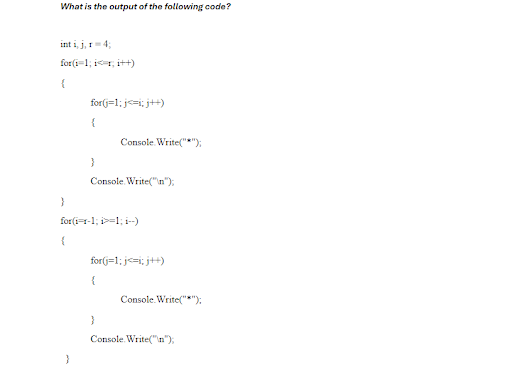 What is the output of the following code?
int i, j, r = 4;
for(i=1; i<=r; i++)
{
for(j=1; j<=i; j++)
{
Console.Write("*");
}
Console.Write("\n");
}
for(i=r-1; i>=1; i--)
{
for(j=1; j<=i; j++)
{
Console.Write("*");
}
Console.Write("\n");
}